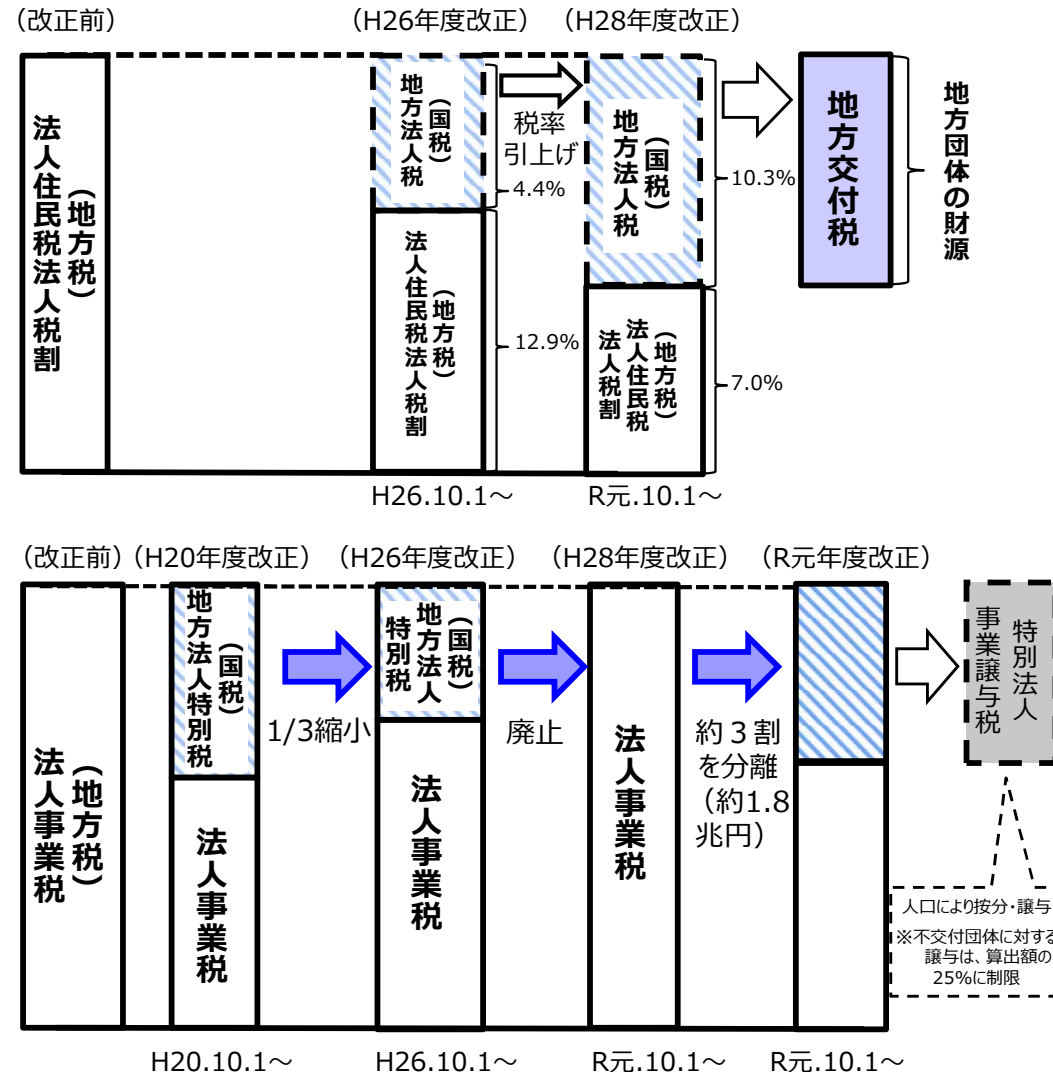 （改正前）
（H26年度改正）
（H28年度改正）
法人住民税法人税割
（地方税）
地方法人税
（国税）
税率
引上げ
4.4%
法人住民税法人税割
（地方税）
12.9%
地方法人税
（国税）
10.3%
法人税割
法人住民税
（地方税）
7.0%
地方交付税
地方団体の財源
H26.10.1～
R元.10.1～
（改正前）
（H20年度改正）
（H26年度改正）
（H28年度改正）
（R元年度改正）
法人事業税
（地方税）
地方法人特別税
（国税）
法人事業税
1/3縮小
特別税
地方法人
（国税）
法人事業税
廃止
法人事業税
約３割
を分離
（約1.8
兆円）
特別法人
事業譲与税
人口により按分・譲与
※不交付団体に対する
譲与は、算出額の
25%に制限
H20.10.1～
H26.10.1～
R元.10.1～
R元.10.1～